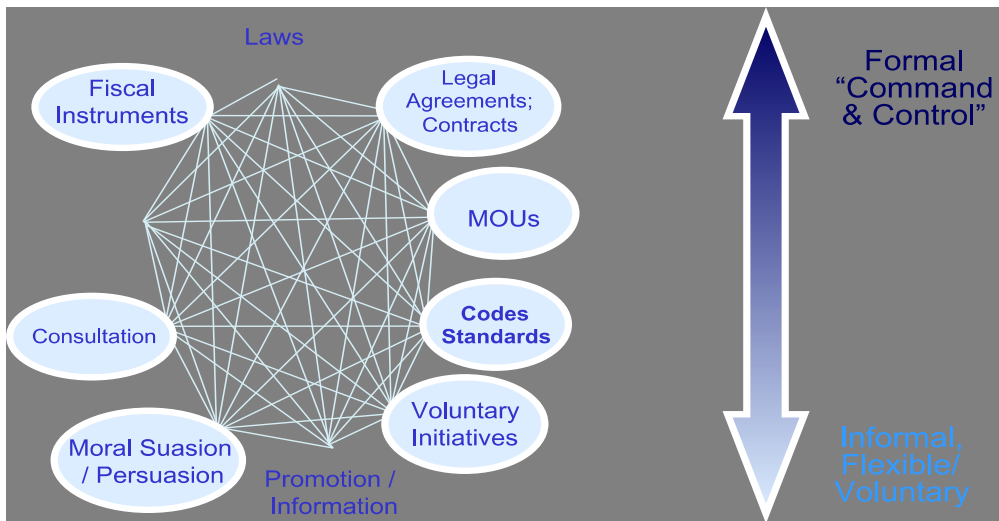 Laws
Fiscal
Instruments
Legal
Agreements;
Contracts
MOUs
Codes
Standards
Consultation
Voluntary
Initiatives
Moral Suasion
/ Persuasion
Promotion /
Information
Formal
“Command
& Control”
Informal,
Flexible/
Voluntary